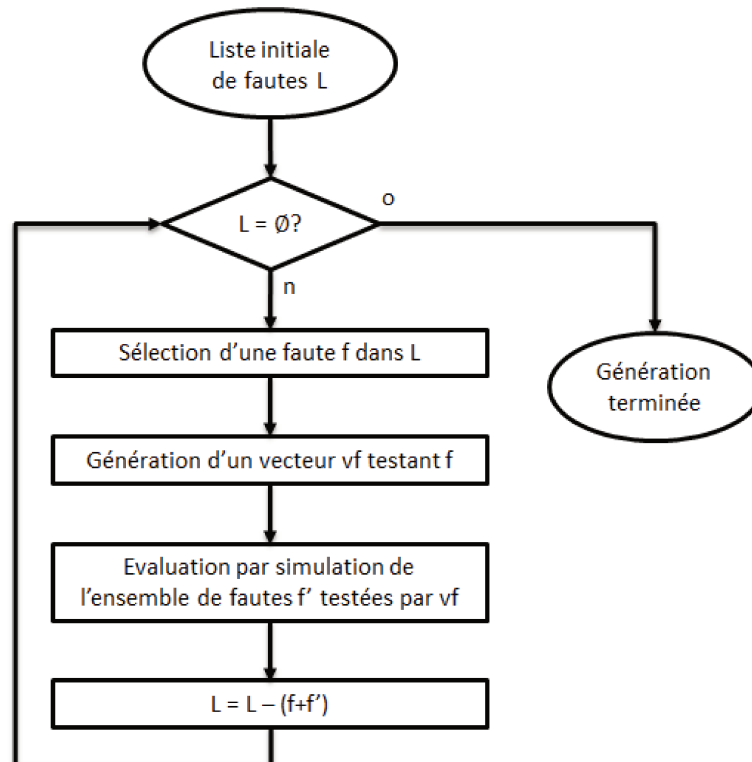 Liste initiale
de fautes L
L = Ø?
o
n
Sélection d'une faute f dans L
Génération
terminée
Génération d'un vecteur vf testant f
Evaluation par simulation de
l'ensemble de fautes f' testées par vf
L = L – (f+f')